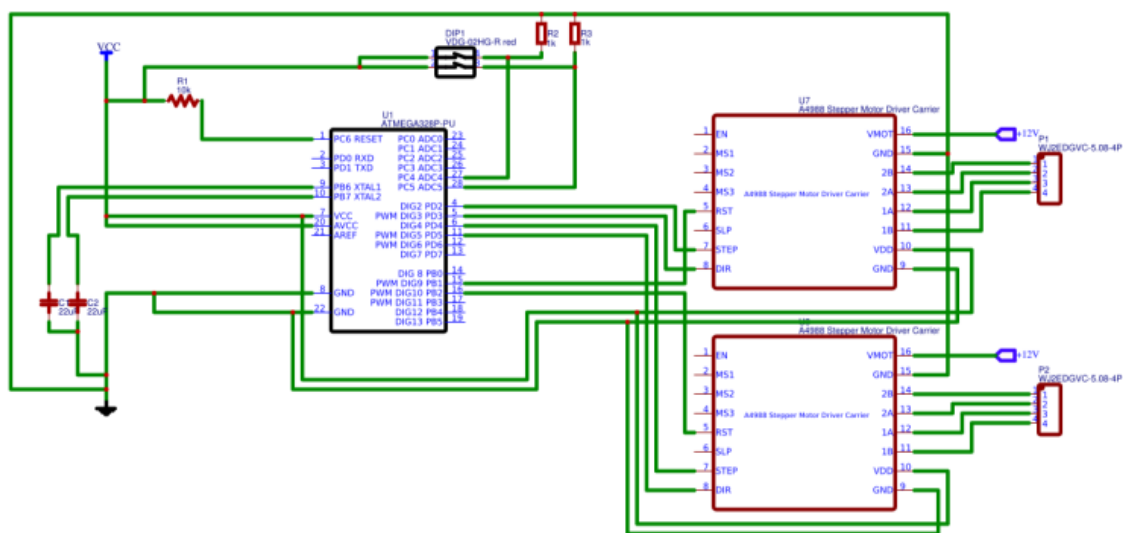 VCC
R1
10k
DIP1
VDG-02HG-R red
R2
1k
R3
1k
U1
ATMEGA328P-PU
1 PC6 RESET
2 PD0 RXD
3 PD1 TXD
9 PB6 XTAL1
10 PB7 XTAL2
7 VCC
20 AVCC
21 AREF
8 GND
22 GND
PC0 ADC0 23
PC1 ADC1 24
PC2 ADC2 25
PC3 ADC3 26
PC4 ADC4 27
PC5 ADC5 28
DIG2 PD2 4
PWM DIG3 PD3 5
DIG4 PD4 6
PWM DIG5 PD5 11
PWM DIG6 PD6 12
DIG7 PD7 13
DIG 8 PB0 14
PWM DIG9 PB1 15
PWM DIG10 PB2 16
PWM DIG11 PB3 17
DIG12 PB4 18
DIG13 PB5 19
C2
22uF
U7
A4988 Stepper Motor Driver Carrier
1 EN
2 MS1
3 MS2
4 MS3
5 RST
6 SLP
7 STEP
8 DIR
A4988 Stepper Motor Driver Carrier
VMOT 16
GND 15
2B 14
2A 13
1A 12
1B 11
VDD 10
GND 9
+12V
P1
WJ2EDGVC-5.08-4P
1
2
3
4
A4988 Stepper Motor Driver Carrier
1 EN
2 MS1
3 MS2
4 MS3
5 RST
6 SLP
7 STEP
8 DIR
A4988 Stepper Motor Driver Carrier
VMOT 16
GND 15
2B 14
2A 13
1A 12
1B 11
VDD 10
GND 9
+12V
P2
WJ2EDGVC-5.08-4P
1
2
3
4